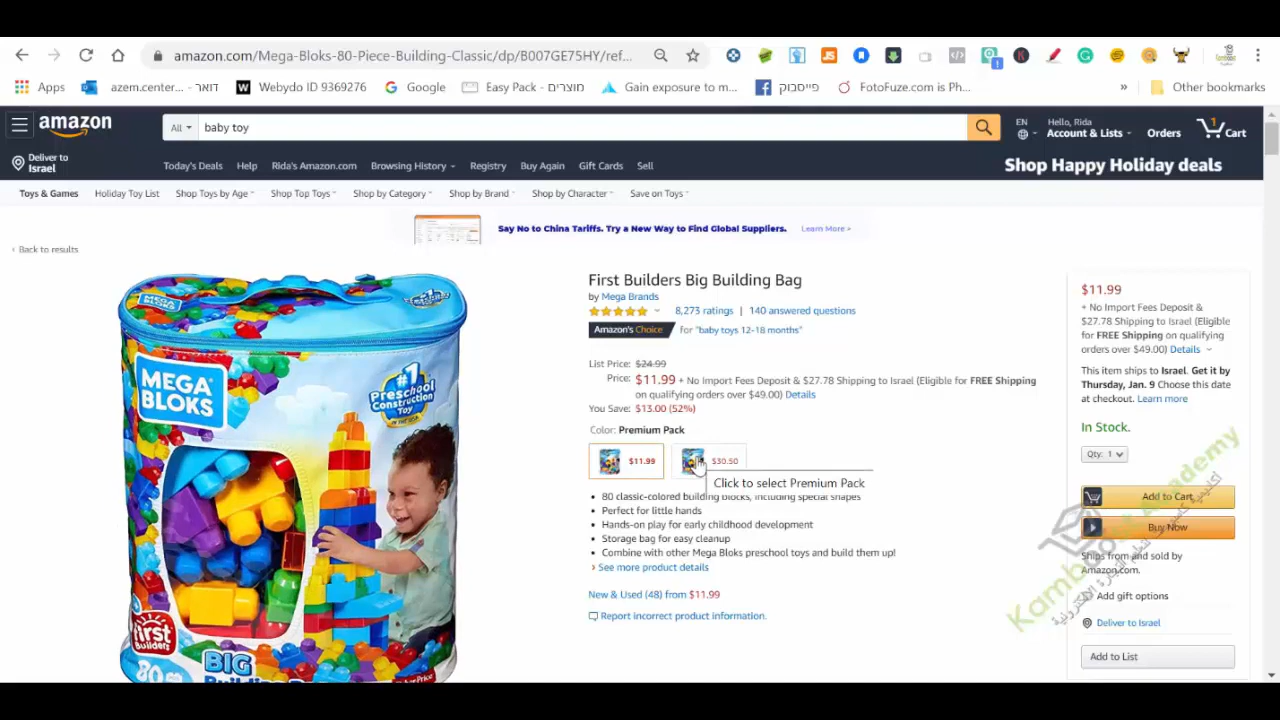 amazon.com/Mega-Bloks-80-Piece-Building-Classic/dp/B007GE75HY/ref...
Apps
azem.center... - דואר
Webydo ID 9369276
Google
Easy Pack - מוצרים
Gain exposure to m...
פייסבוק
FotoFuze.com is Ph...
»
Other bookmarks
amazon
All
baby toy
EN
Hello, Rida
Account & Lists
Orders
1
Cart
Deliver to
Israel
Today's Deals
Help
Rida's Amazon.com
Browsing History
Registry
Buy Again
Gift Cards
Sell
Shop Happy Holiday deals
Toys & Games
Holiday Toy List
Shop Toys by Age
Shop Top Toys
Shop by Category
Shop by Brand
Shop by Character
Save on Toys
Say No to China Tariffs. Try a New Way to Find Global Suppliers.
Learn More »
‹ Back to results
MEGA BLOKS
MEGA
BLOKS
#1
Preschool
Construction
Toy
first
Builders
BIG
80
Fisher-Price
First Builders Big Building Bag
by Mega Brands
8,273 ratings | 140 answered questions
Amazon's Choice for "baby toys 12-18 months"
List Price: $24.99
Price: $11.99 + No Import Fees Deposit & $27.78 Shipping to Israel (Eligible for FREE Shipping
on qualifying orders over $49.00) Details
You Save: $13.00 (52%)
Color: Premium Pack
$11.99
$30.50
Click to select Premium Pack
• 80 classic-colored building blocks, including special shapes
• Perfect for little hands
• Hands-on play for early childhood development
• Storage bag for easy cleanup
• Combine with other Mega Bloks preschool toys and build them up!
› See more product details
New & Used (48) from $11.99
Report incorrect product information.
$11.99
+ No Import Fees Deposit &
$27.78 Shipping to Israel (Eligible
for FREE Shipping on qualifying
orders over $49.00) Details
This item ships to Israel. Get it by
Thursday, Jan. 9 Choose this date
at checkout. Learn more
In Stock.
Qty: 1
Add to Cart
Buy Now
Ships from and sold by
Amazon.com.
Add gift options
Deliver to Israel
Add to List